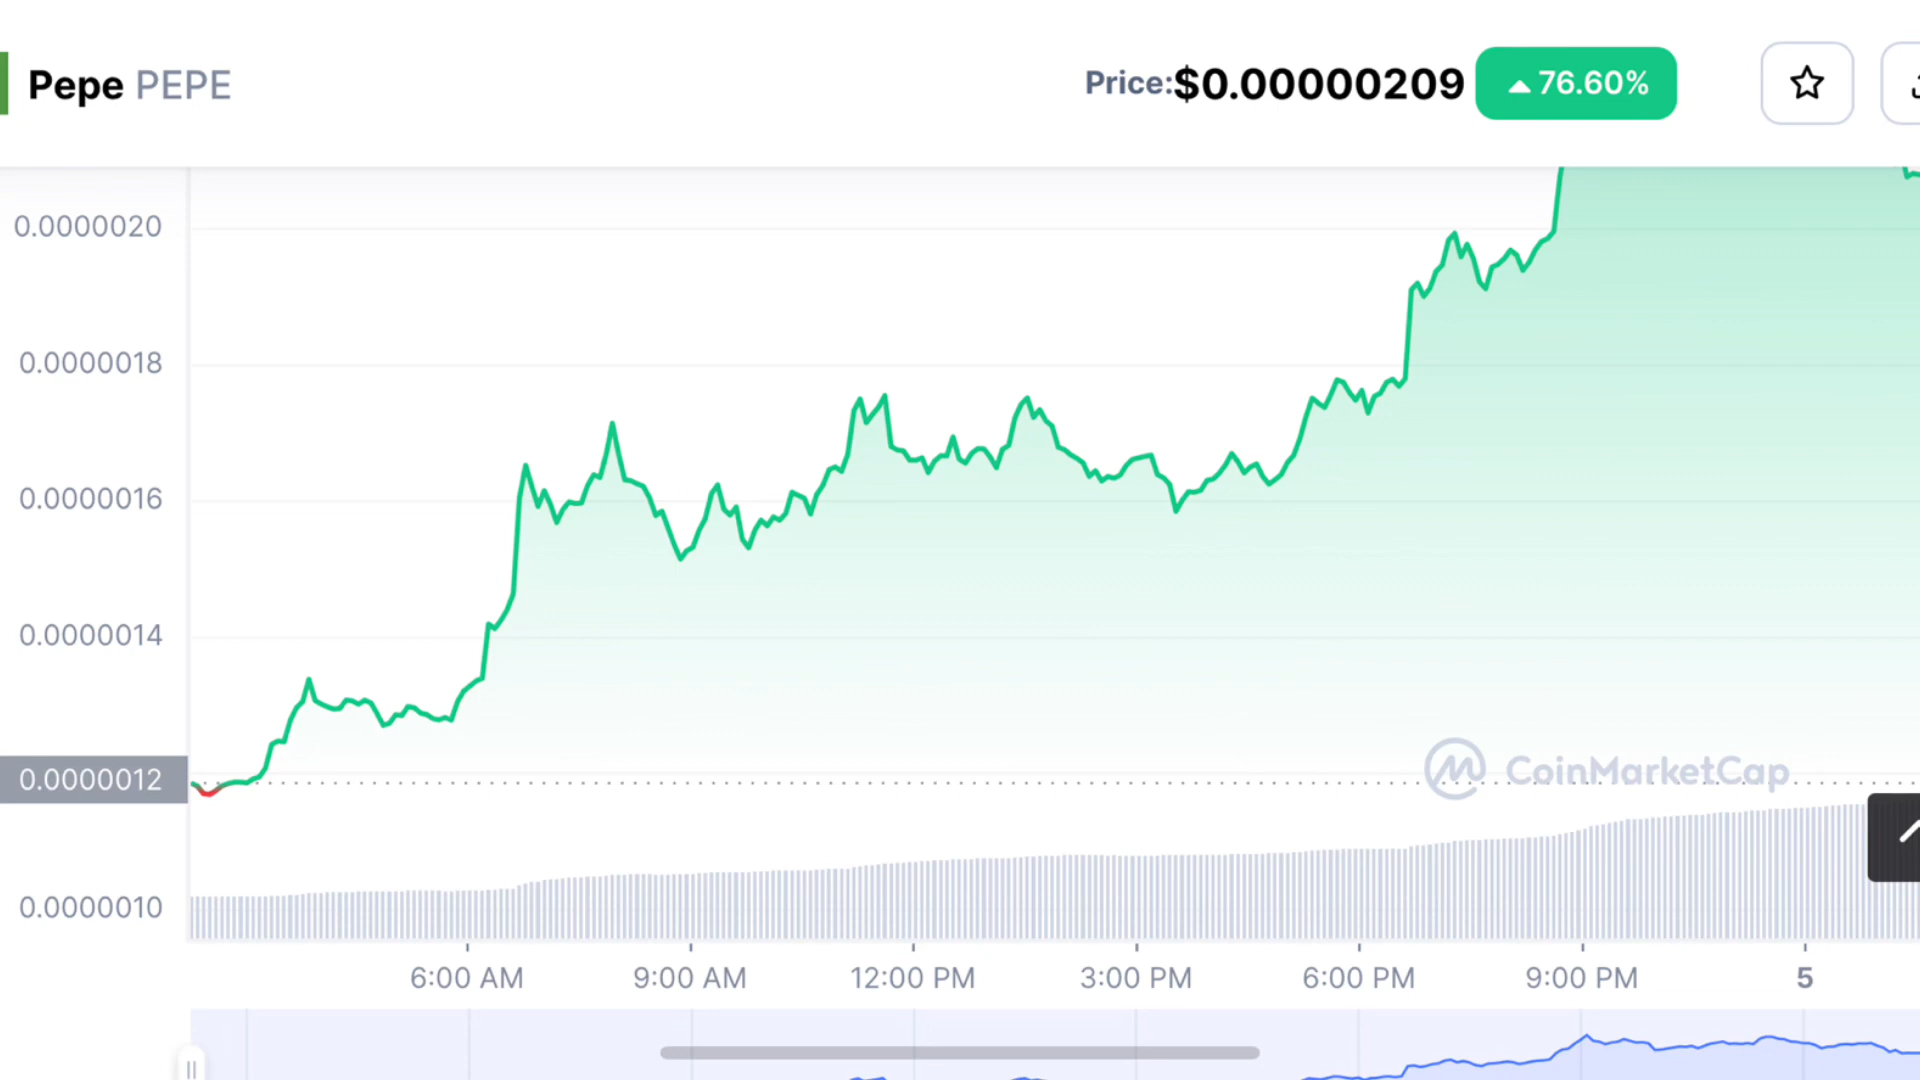 Pepe PEPE
Price:$0.00000209 76.60%
0.0000020
0.0000018
0.0000016
0.0000014
0.0000012
0.0000010
CoinMarketCap
6:00 AM 9:00 AM 12:00 PM 3:00 PM 6:00 PM 9:00 PM 5